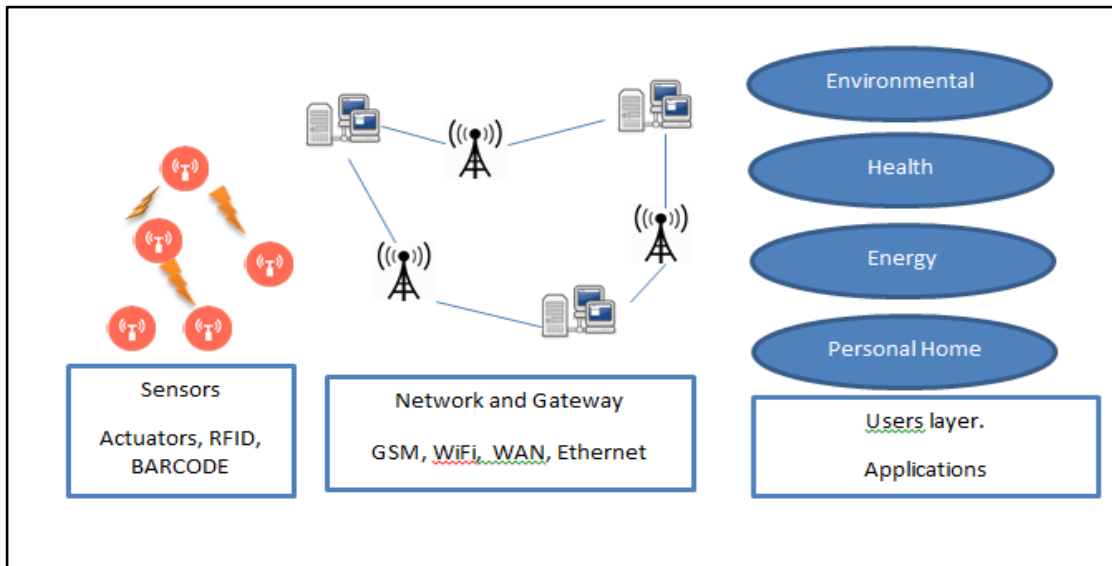 Environmental
Health
Energy
Personal Home
Sensors
Actuators, RFID,
BARCODE
Network and Gateway
GSM, WiFi, WAN, Ethernet
Users layer.
Applications